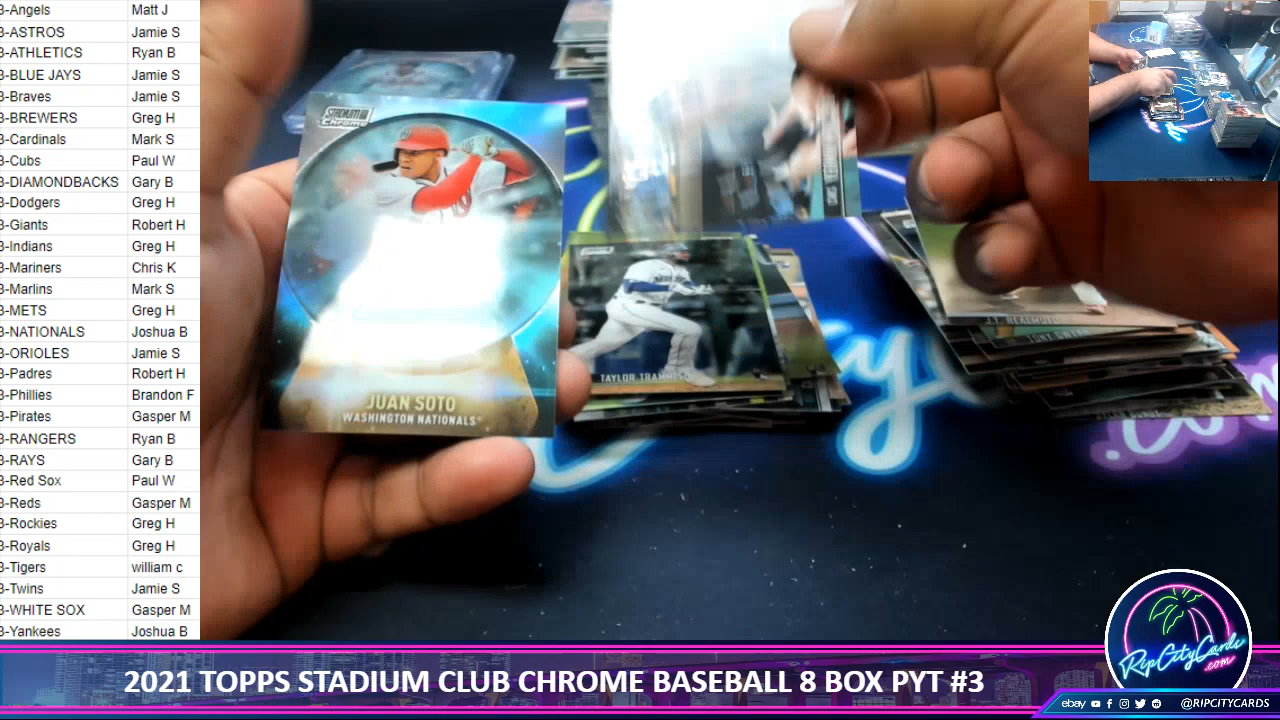 3-Angels Matt J
3-ASTROS Jamie S
3-ATHLETICS Ryan B
3-BLUE JAYS Jamie S
3-Braves Jamie S
3-BREWERS Greg H
3-Cardinals Mark S
3-Cubs Paul W
3-DIAMONDBACKS Gary B
3-Dodgers Greg H
3-Giants Robert H
3-Indians Greg H
3-Mariners Chris K
3-Marlins Mark S
3-METS Greg H
3-NATIONALS Joshua B
3-ORIOLES Jamie S
3-Padres Robert H
3-Phillies Brandon F
3-Pirates Gasper M
3-RANGERS Ryan B
3-RAYS Gary B
3-Red Sox Paul W
3-Reds Gasper M
3-Rockies Greg H
3-Royals Greg H
3-Tigers william c
3-Twins Jamie S
3-WHITE SOX Gasper M
3-Yankees Joshua B
STADIUM
Chrome
JUAN SOTO
WASHINGTON NATIONALS
TAYLOR
J.T. REALMUTO
TONY GWYNN
RipCityCards
.com
2021 TOPPS STADIUM CLUB CHROME BASEBALL 8 BOX PYT #3
ebay @RIPCITYCARDS